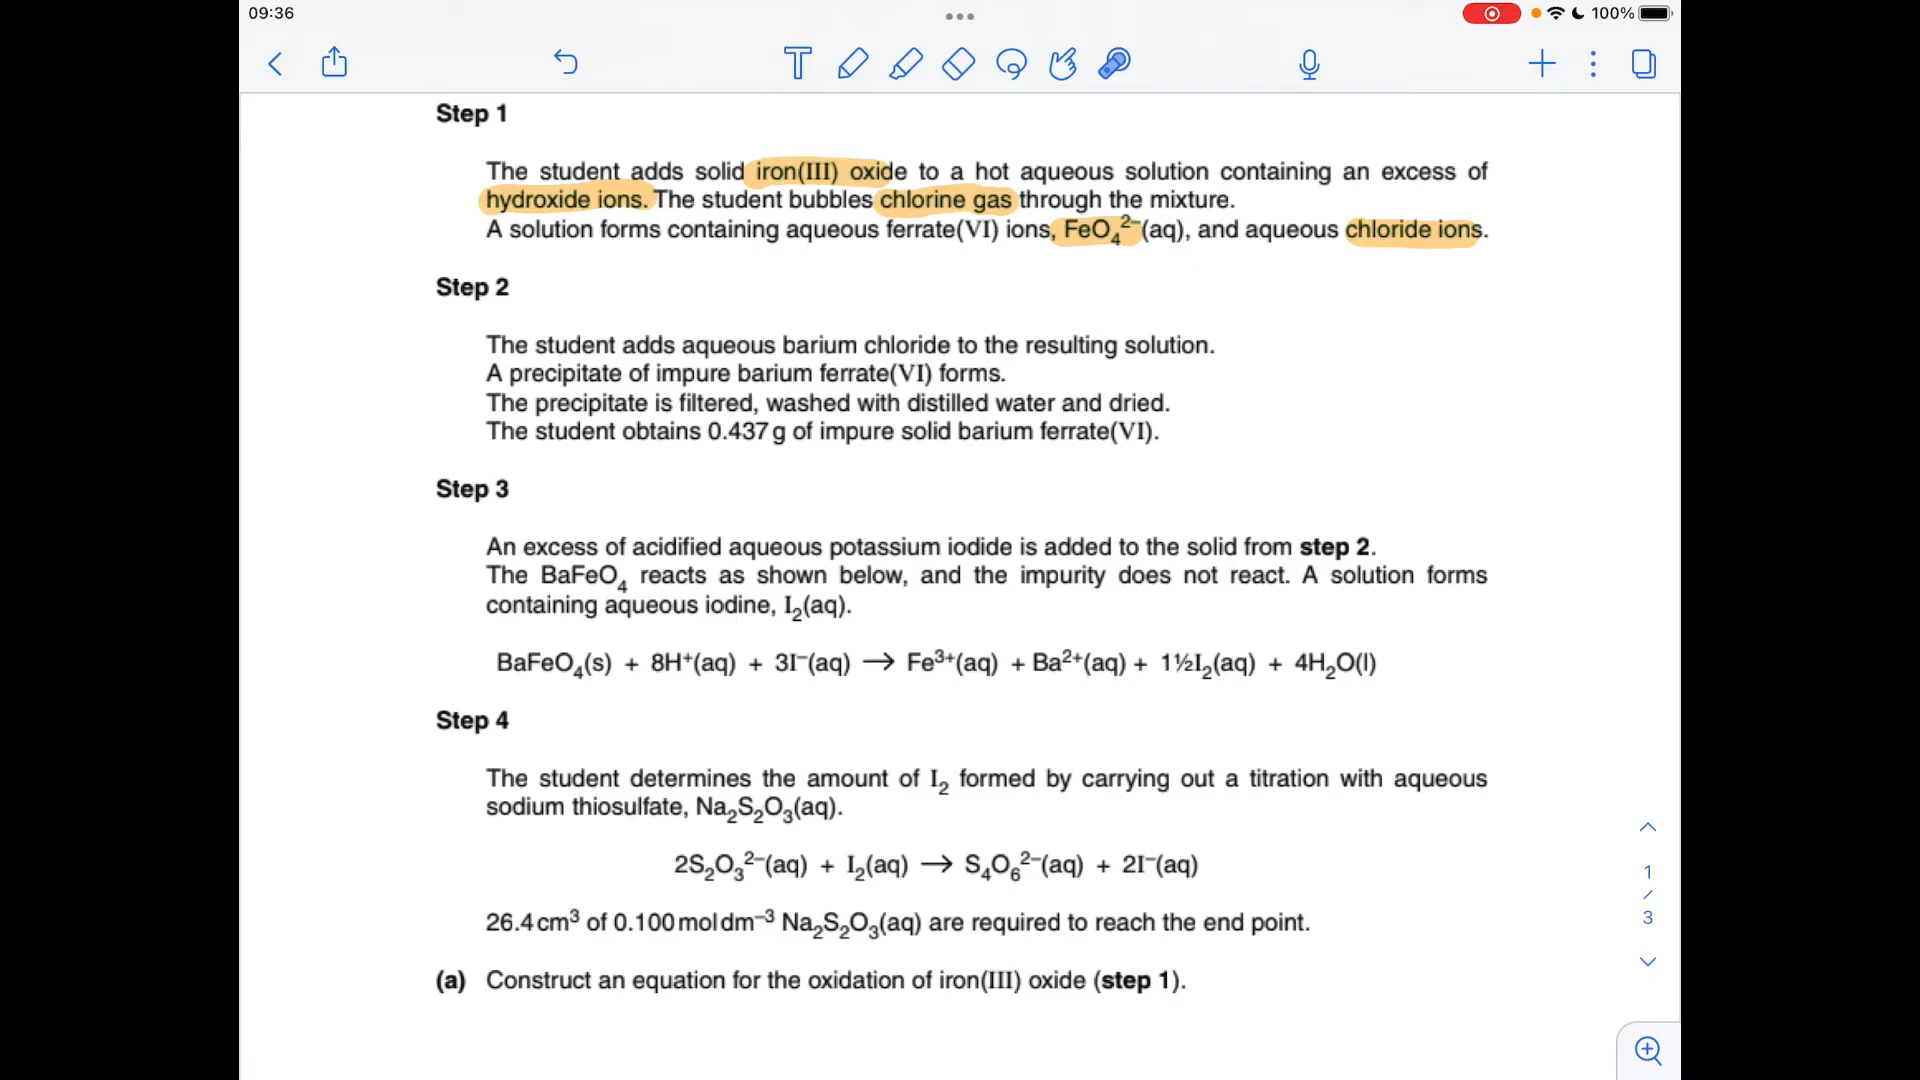 09:36
100%
Step 1
The student adds solid iron(III) oxide to a hot aqueous solution containing an excess of
hydroxide ions. The student bubbles chlorine gas through the mixture.
A solution forms containing aqueous ferrate(VI) ions, FeO₄²⁻(aq), and aqueous chloride ions.
Step 2
The student adds aqueous barium chloride to the resulting solution.
A precipitate of impure barium ferrate(VI) forms.
The precipitate is filtered, washed with distilled water and dried.
The student obtains 0.437 g of impure solid barium ferrate(VI).
Step 3
An excess of acidified aqueous potassium iodide is added to the solid from step 2.
The BaFeO₄ reacts as shown below, and the impurity does not react. A solution forms
containing aqueous iodine, I₂(aq).
BaFeO₄(s) + 8H⁺(aq) + 3I⁻(aq) → Fe³⁺(aq) + Ba²⁺(aq) + 1½I₂(aq) + 4H₂O(l)
Step 4
The student determines the amount of I₂ formed by carrying out a titration with aqueous
sodium thiosulfate, Na₂S₂O₃(aq).
2S₂O₃²⁻(aq) + I₂(aq) → S₄O₆²⁻(aq) + 2I⁻(aq)
26.4 cm³ of 0.100 mol dm⁻³ Na₂S₂O₃(aq) are required to reach the end point.
(a) Construct an equation for the oxidation of iron(III) oxide (step 1).
1
/
3